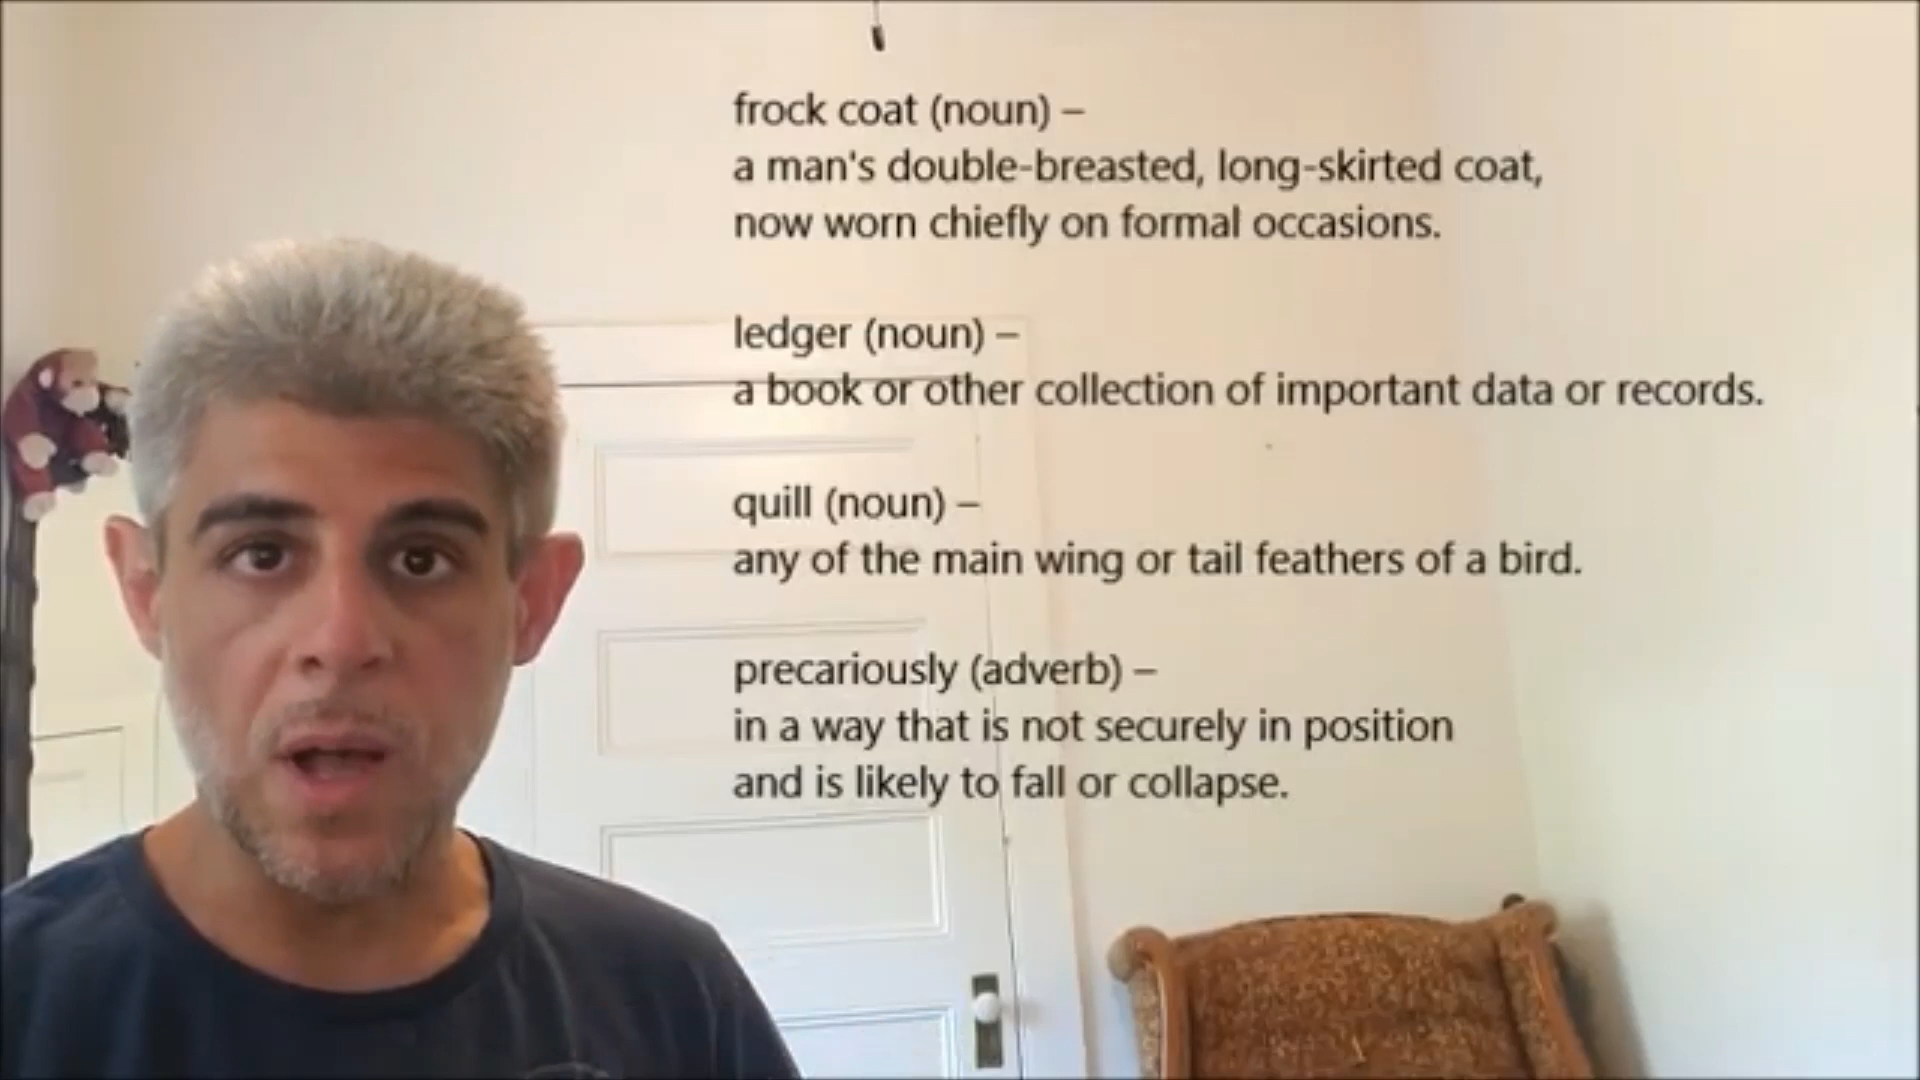 frock coat (noun) –
a man's double-breasted, long-skirted coat,
now worn chiefly on formal occasions.
ledger (noun) –
a book or other collection of important data or records.
quill (noun) –
any of the main wing or tail feathers of a bird.
precariously (adverb) –
in a way that is not securely in position
and is likely to fall or collapse.